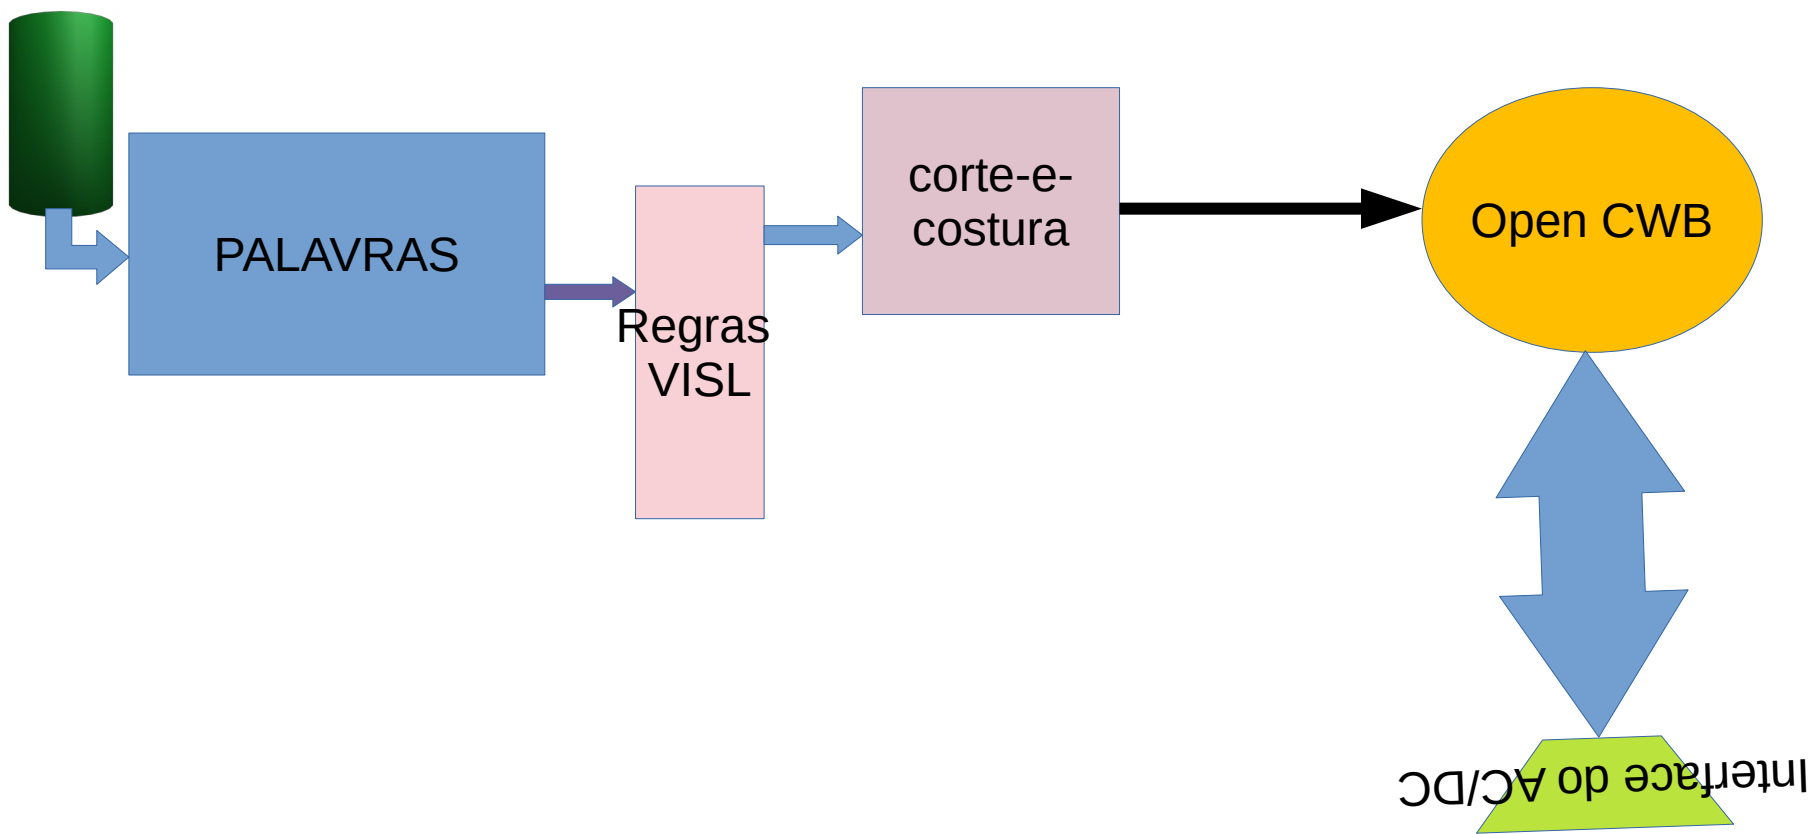 PALAVRAS
Regras
VISL
corte-e-
costura
Open CWB
Interface do AC/DC